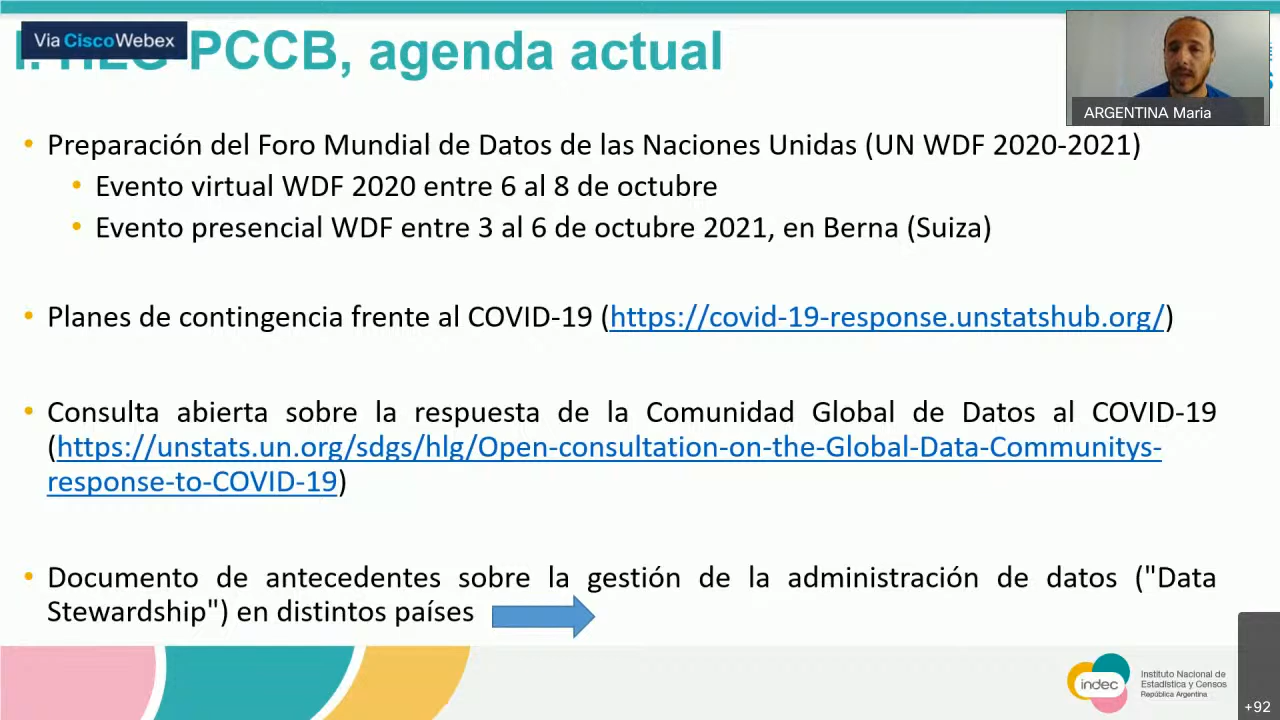 Via Cisco Webex
PCCB, agenda actual
ARGENTINA Maria
• Preparación del Foro Mundial de Datos de las Naciones Unidas (UN WDF 2020-2021)
• Evento virtual WDF 2020 entre 6 al 8 de octubre
• Evento presencial WDF entre 3 al 6 de octubre 2021, en Berna (Suiza)
• Planes de contingencia frente al COVID-19 (https://covid-19-response.unstatshub.org/)
• Consulta abierta sobre la respuesta de la Comunidad Global de Datos al COVID-19
(https://unstats.un.org/sdgs/hlg/Open-consultation-on-the-Global-Data-Communitys-
response-to-COVID-19)
• Documento de antecedentes sobre la gestión de la administración de datos ("Data
Stewardship") en distintos países
indec
Instituto Nacional de
Estadística y Censos
República Argentina
+92